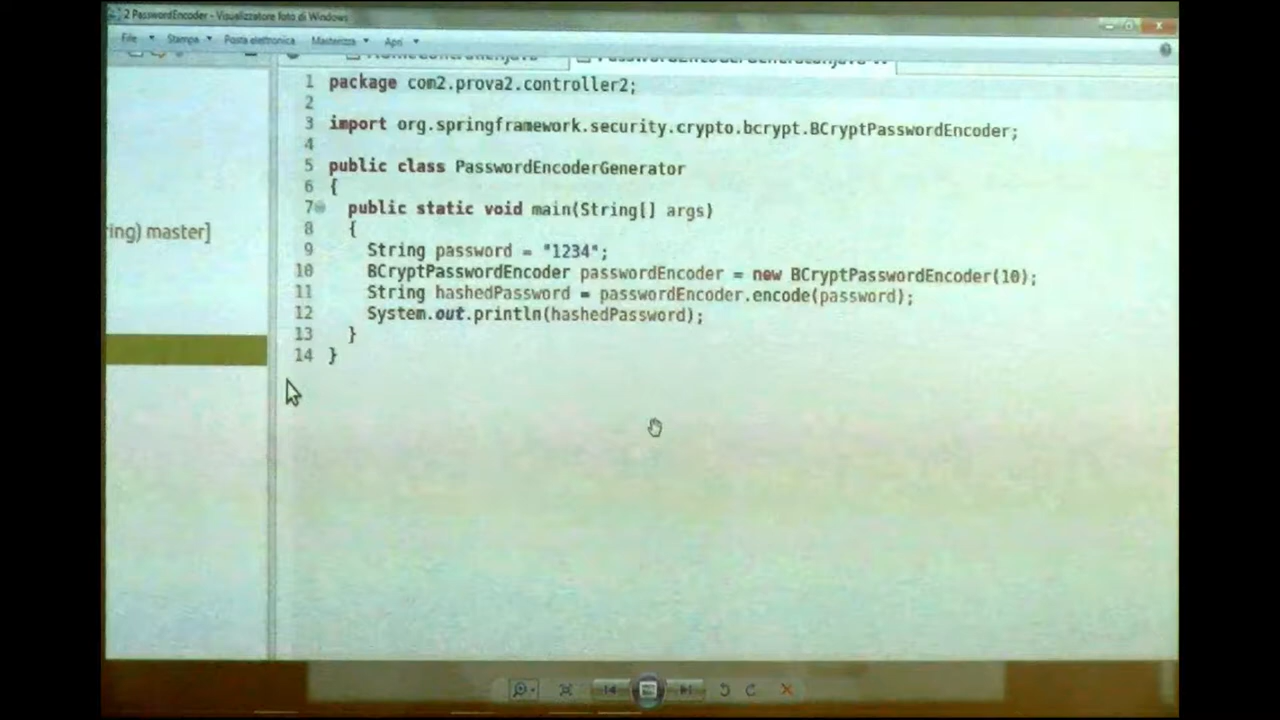 2 PasswordEncoder - Visualizzatore foto di Windows
File Stampa Posta elettronica Masterizza Apri
1 package com2.prova2.controller2;
2
3 import org.springframework.security.crypto.bcrypt.BCryptPasswordEncoder;
4
5 public class PasswordEncoderGenerator
6 {
7 public static void main(String[] args)
8 {
9 String password = "1234";
10 BCryptPasswordEncoder passwordEncoder = new BCryptPasswordEncoder(10);
11 String hashedPassword = passwordEncoder.encode(password);
12 System.out.println(hashedPassword);
13 }
14 }
ring) master]